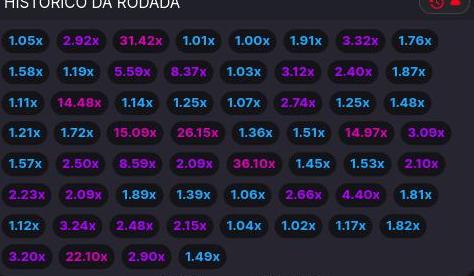 HISTÓRICO DA RODADA
1.05x 2.92x 31.42x 1.01x 1.00x 1.91x 3.32x 1.76x
1.58x 1.19x 5.59x 8.37x 1.03x 3.12x 2.40x 1.87x
1.11x 14.48x 1.14x 1.25x 1.07x 2.74x 1.25x 1.48x
1.21x 1.72x 15.09x 26.15x 1.36x 1.51x 14.97x 3.09x
1.57x 2.50x 8.59x 2.09x 36.10x 1.45x 1.53x 2.10x
2.23x 2.09x 1.89x 1.39x 1.06x 2.66x 4.40x 1.81x
1.12x 3.24x 2.48x 2.15x 1.04x 1.02x 1.17x 1.82x
3.20x 22.10x 2.90x 1.49x